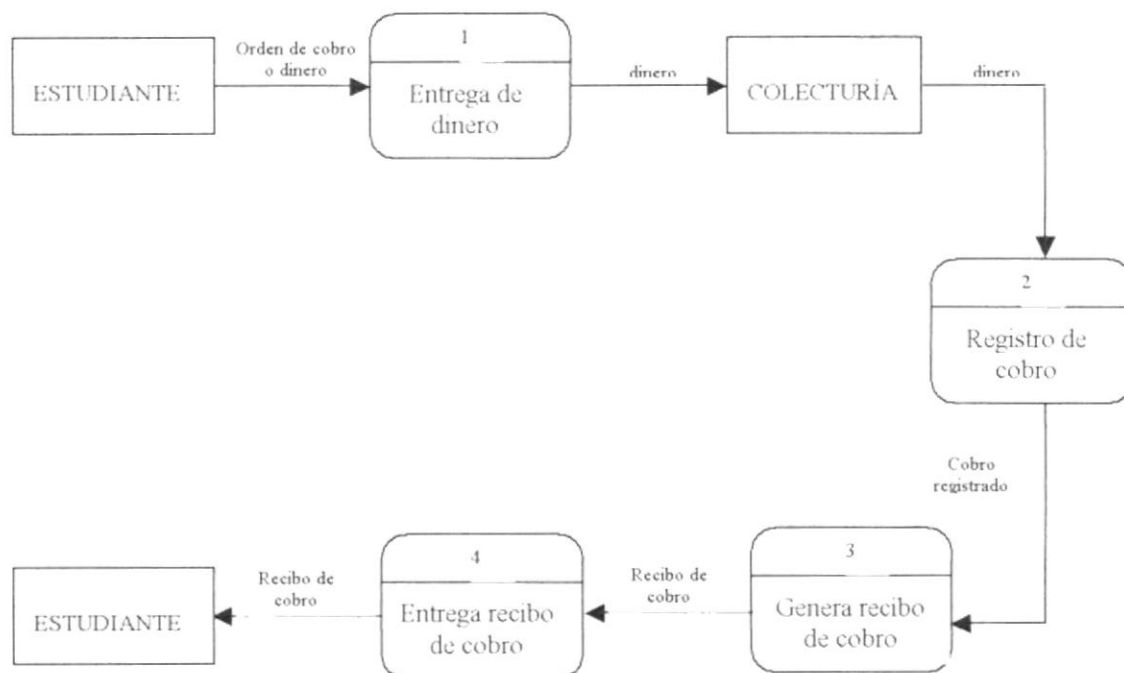 ESTUDIANTE
Orden de cobro
o dinero
1
Entrega de
dinero
dinero
COLECTURÍA
dinero
2
Registro de
cobro
Cobro
registrado
3
Genera recibo
de cobro
Recibo de
cobro
4
Entrega recibo
de cobro
Recibo de
cobro
ESTUDIANTE